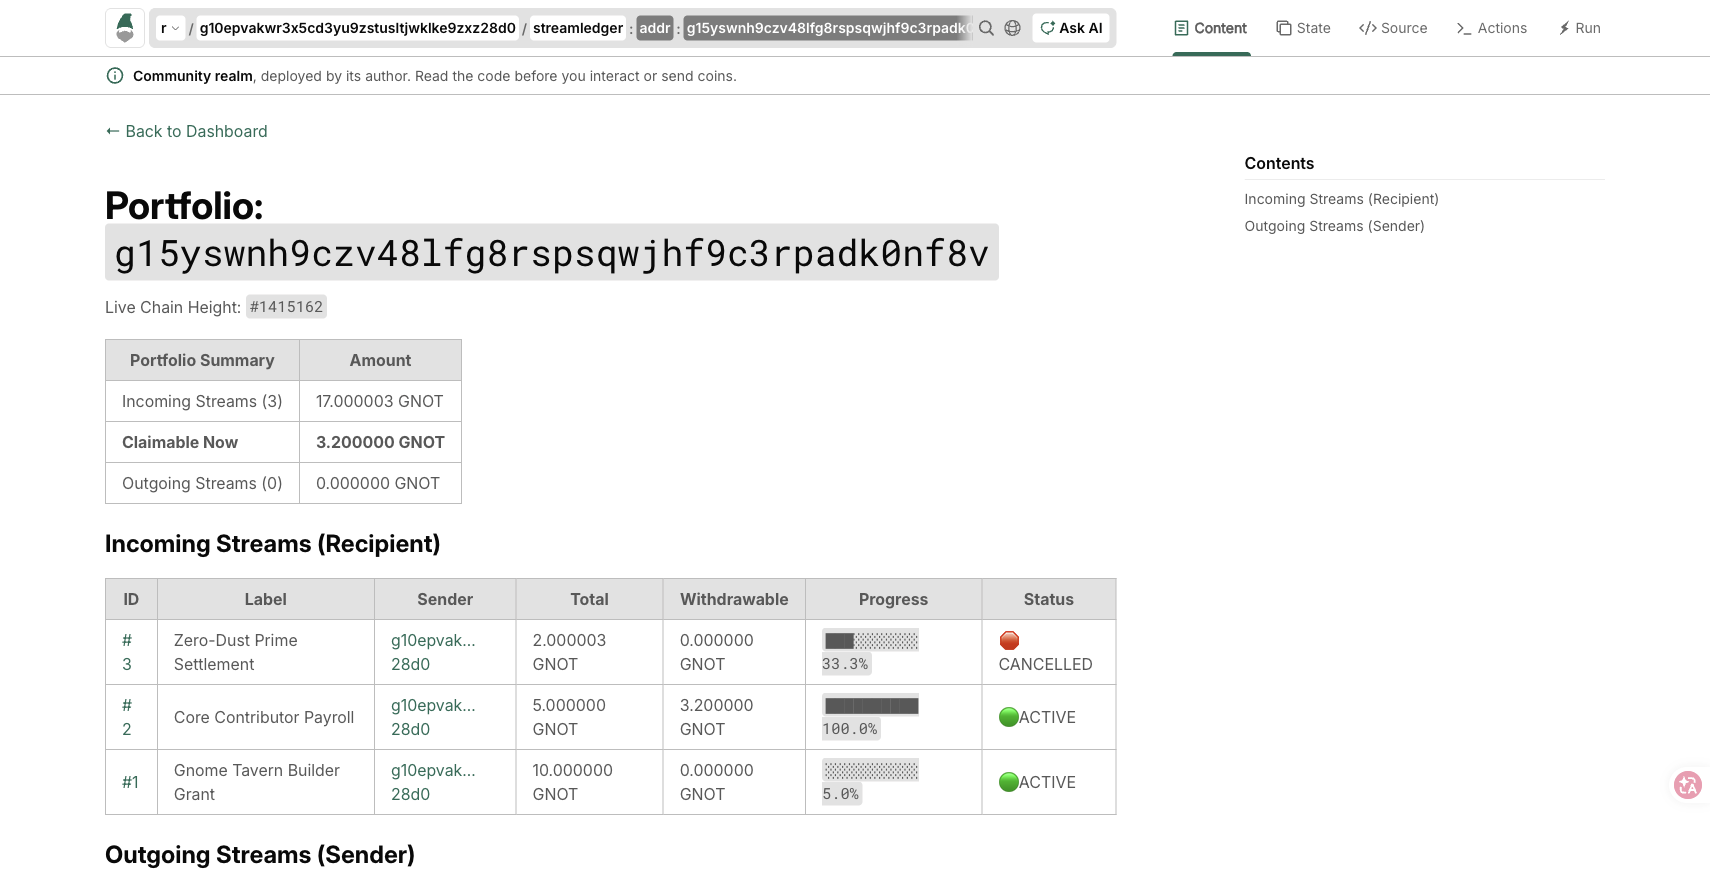 r / g10epvakwr3x5cd3yu9zstusltjwklke9zxz28d0 / streamledger : addr : g15yswnh9czv48lfg8rspsqwjhf9c3rpadk0 Ask AI Content State Source Actions Run
Community realm, deployed by its author. Read the code before you interact or send coins.
← Back to Dashboard
Contents
Incoming Streams (Recipient)
Outgoing Streams (Sender)
Portfolio:
g15yswnh9czv48lfg8rspsqwjhf9c3rpadk0nf8v
Live Chain Height: #1415162
Portfolio Summary Amount
Incoming Streams (3) 17.000003 GNOT
Claimable Now 3.200000 GNOT
Outgoing Streams (0) 0.000000 GNOT
Incoming Streams (Recipient)
ID Label Sender Total Withdrawable Progress Status
# Zero-Dust Prime g10epvak... 2.000003 0.000000
3 Settlement 28d0 GNOT GNOT 33.3% CANCELLED
# Core Contributor Payroll g10epvak... 5.000000 3.200000 ACTIVE
2 28d0 GNOT GNOT 100.0%
#1 Gnome Tavern Builder g10epvak... 10.000000 0.000000 ACTIVE
Grant 28d0 GNOT GNOT 5.0%
Outgoing Streams (Sender)